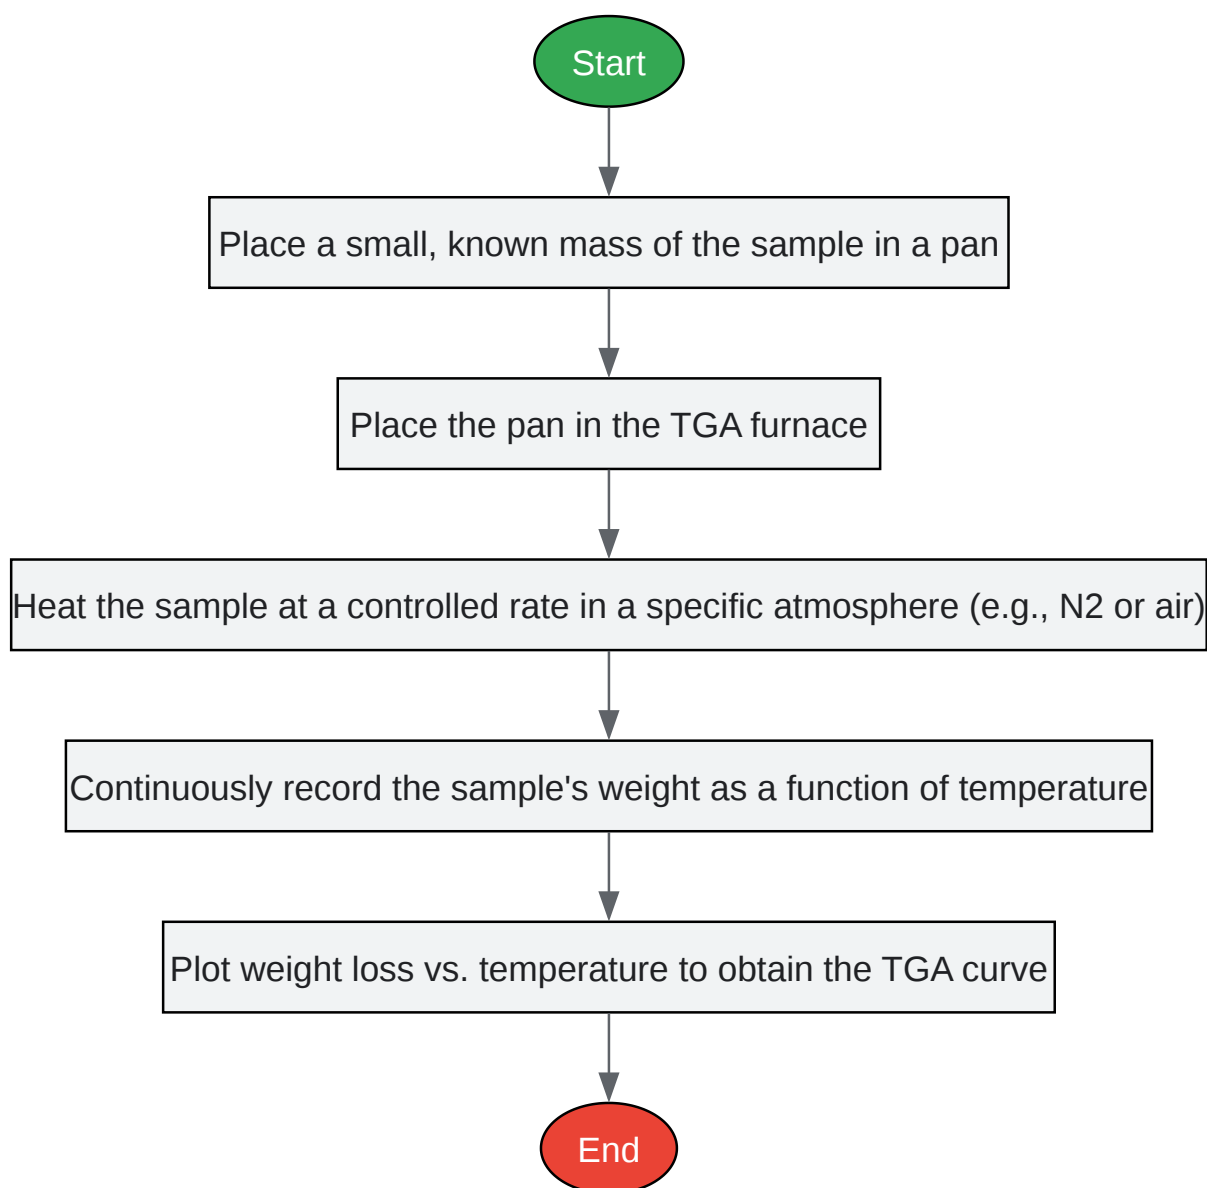 Start
Place a small, known mass of the sample in a pan
Place the pan in the TGA furnace
Heat the sample at a controlled rate in a specific atmosphere (e.g., N2 or air)
Continuously record the sample's weight as a function of temperature
Plot weight loss vs. temperature to obtain the TGA curve
End